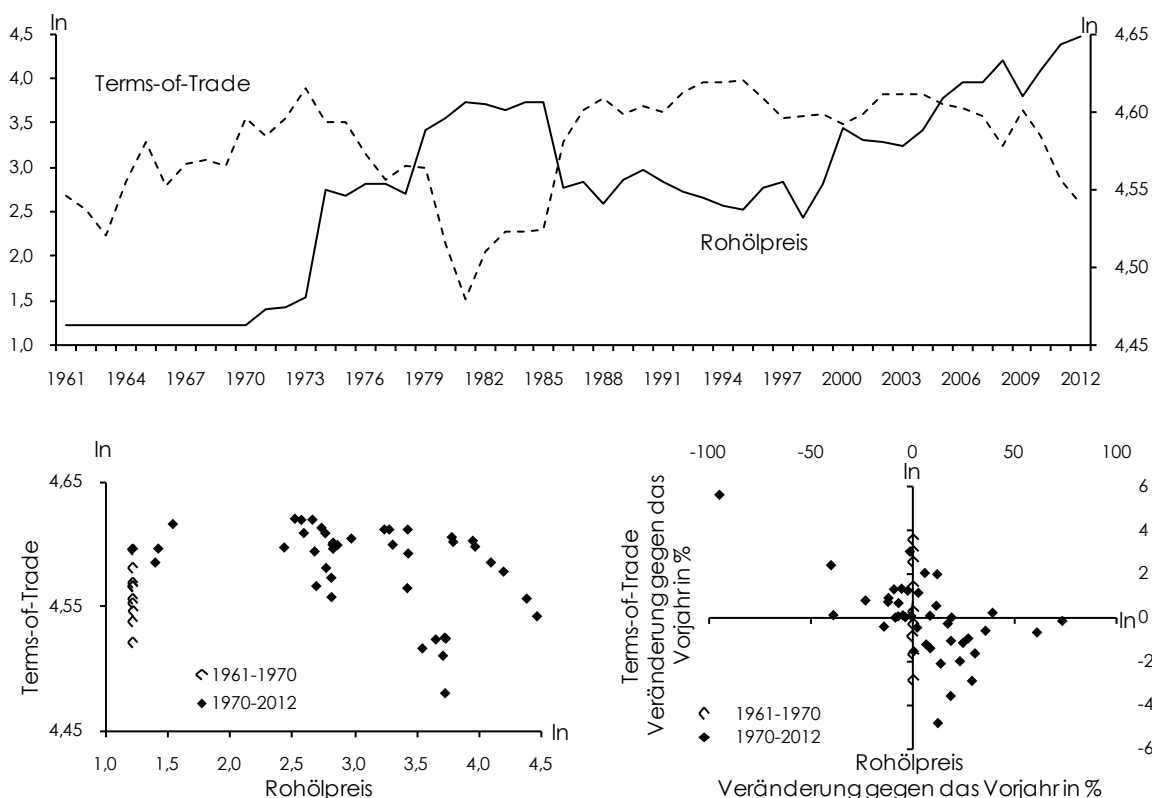 ln ln
4,5 4,65
4,0 4,60
3,5
3,0 4,55
2,5
2,0 4,50
1,5
1,0 4,45
Terms-of-Trade
Rohölpreis
1961 1964 1967 1970 1973 1976 1979 1982 1985 1988 1991 1994 1997 2000 2003 2006 2009 2012
ln
4,65
4,55
4,45
Terms-of-Trade
1961-1970
1970-2012
ln
1,0 1,5 2,0 2,5 3,0 3,5 4,0 4,5
Rohölpreis
-100 -50 0 50 100
ln
6
4
2
ln 0
-2
-4
-6
Terms-of-Trade
Veränderung gegen das
Vorjahr in %
1961-1970
1970-2012
Rohölpreis
Veränderung gegen das Vorjahr in %